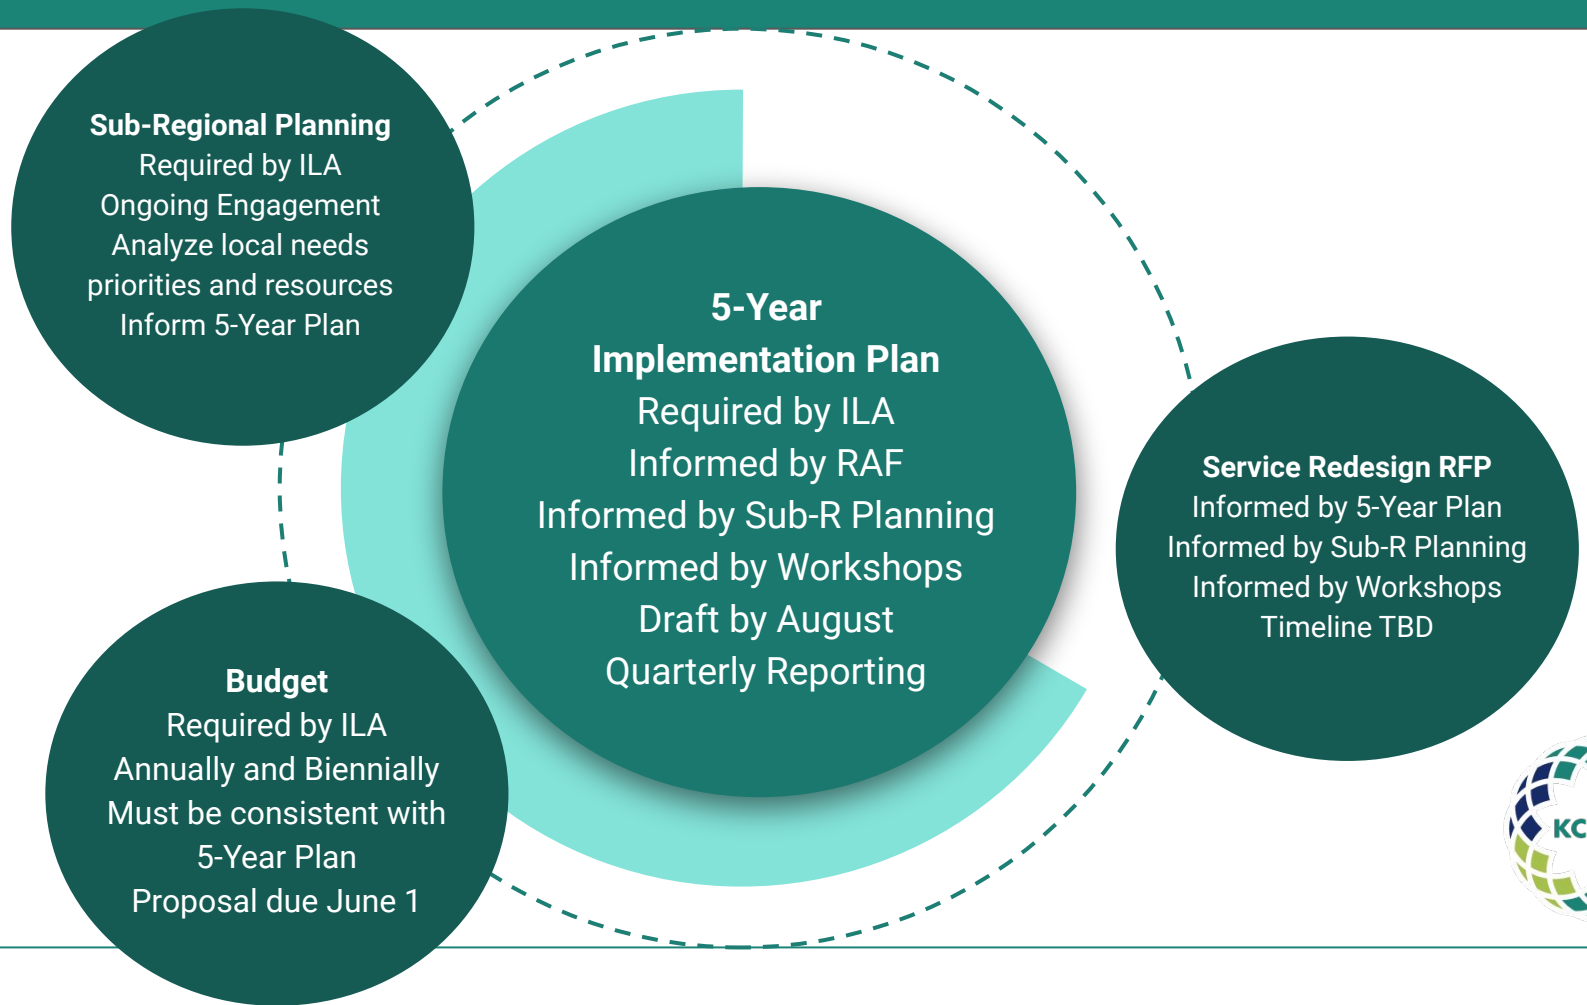 Sub-Regional Planning
Required by ILA
Ongoing Engagement
Analyze local needs
priorities and resources
Inform 5-Year Plan
5-Year
Implementation Plan
Required by ILA
Informed by RAF
Informed by Sub-R Planning
Informed by Workshops
Draft by August
Quarterly Reporting
Service Redesign RFP
Informed by 5-Year Plan
Informed by Sub-R Planning
Informed by Workshops
Timeline TBD
Budget
Required by ILA
Annually and Biennially
Must be consistent with
5-Year Plan
Proposal due June 1
KC